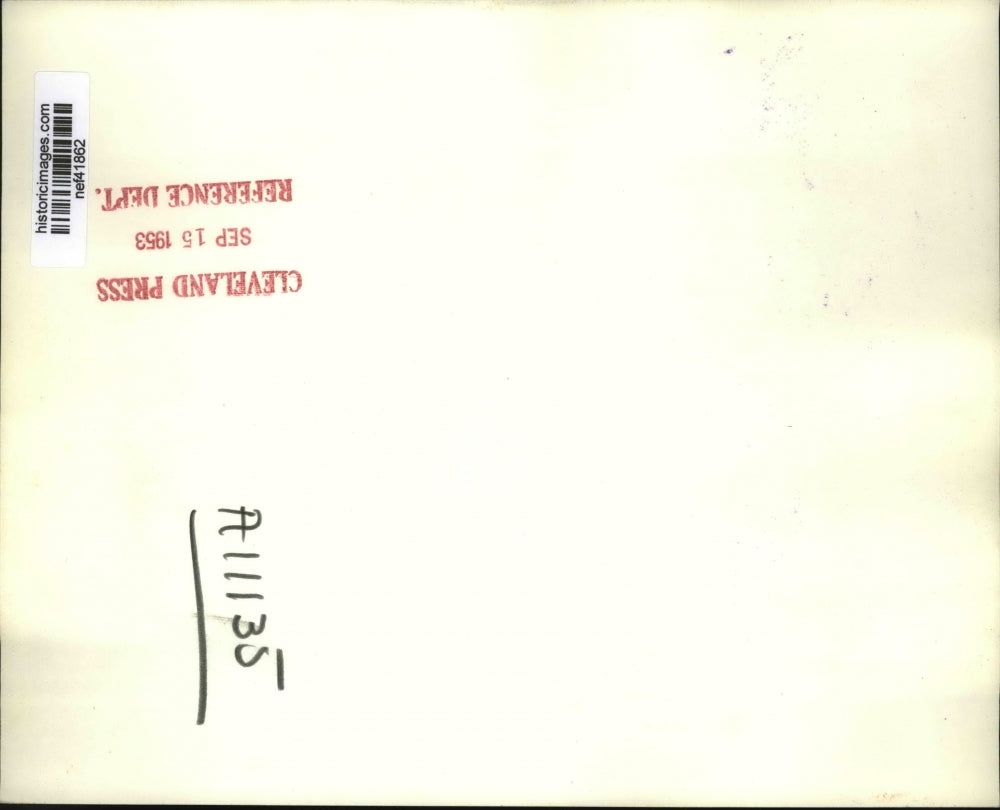 historicimages.com
nef41862
CLEVELAND PRESS
SEP 15 1953
REFERENCE DEPT.
A11135